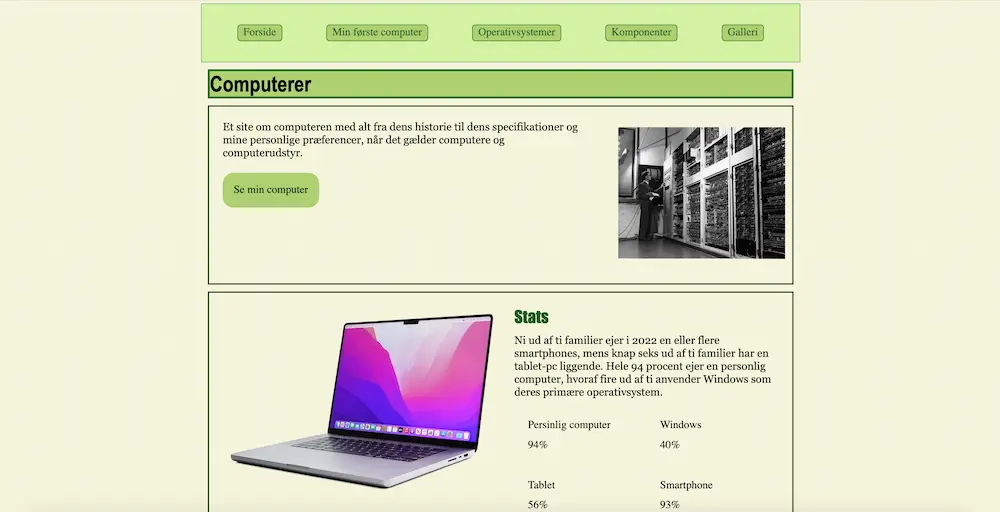 Forside
Min første computer
Operativsystemer
Komponenter
Galleri
Computerer
Et site om computeren med alt fra dens historie til dens specifikationer og
mine personlige præferencer, når det gælder computere og
computerudstyr.
Se min computer
Stats
Ni ud af ti familier ejer i 2022 en eller flere
smartphones, mens knap seks ud af ti familier har en
tablet-pc liggende. Hele 94 procent ejer en personlig
computer, hvoraf fire ud af ti anvender Windows som
deres primære operativsystem.
Persinlig computer
Windows
94%
40%
Tablet
Smartphone
56%
93%